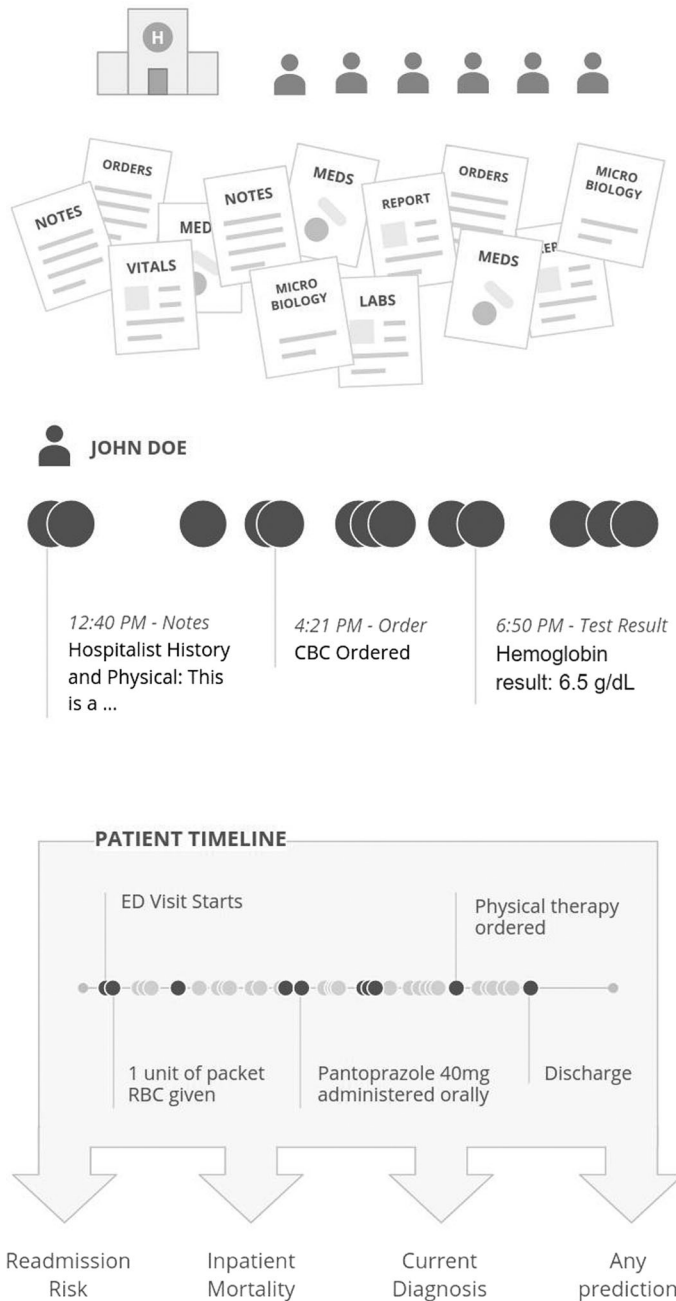 H
ORDERS
NOTES
MED
VITALS
NOTES
MEDS
MICRO
BIOLOGY
LABS
REPORT
ORDERS
MEDS
MICRO
BIOLOGY
JOHN DOE
12:40 PM - Notes
Hospitalist History
and Physical: This
is a ...
4:21 PM - Order
CBC Ordered
6:50 PM - Test Result
Hemoglobin
result: 6.5 g/dL
PATIENT TIMELINE
ED Visit Starts
Physical therapy
ordered
1 unit of packet
RBC given
Pantoprazole 40mg
administered orally
Discharge
Readmission
Risk
Inpatient
Mortality
Current
Diagnosis
Any
prediction